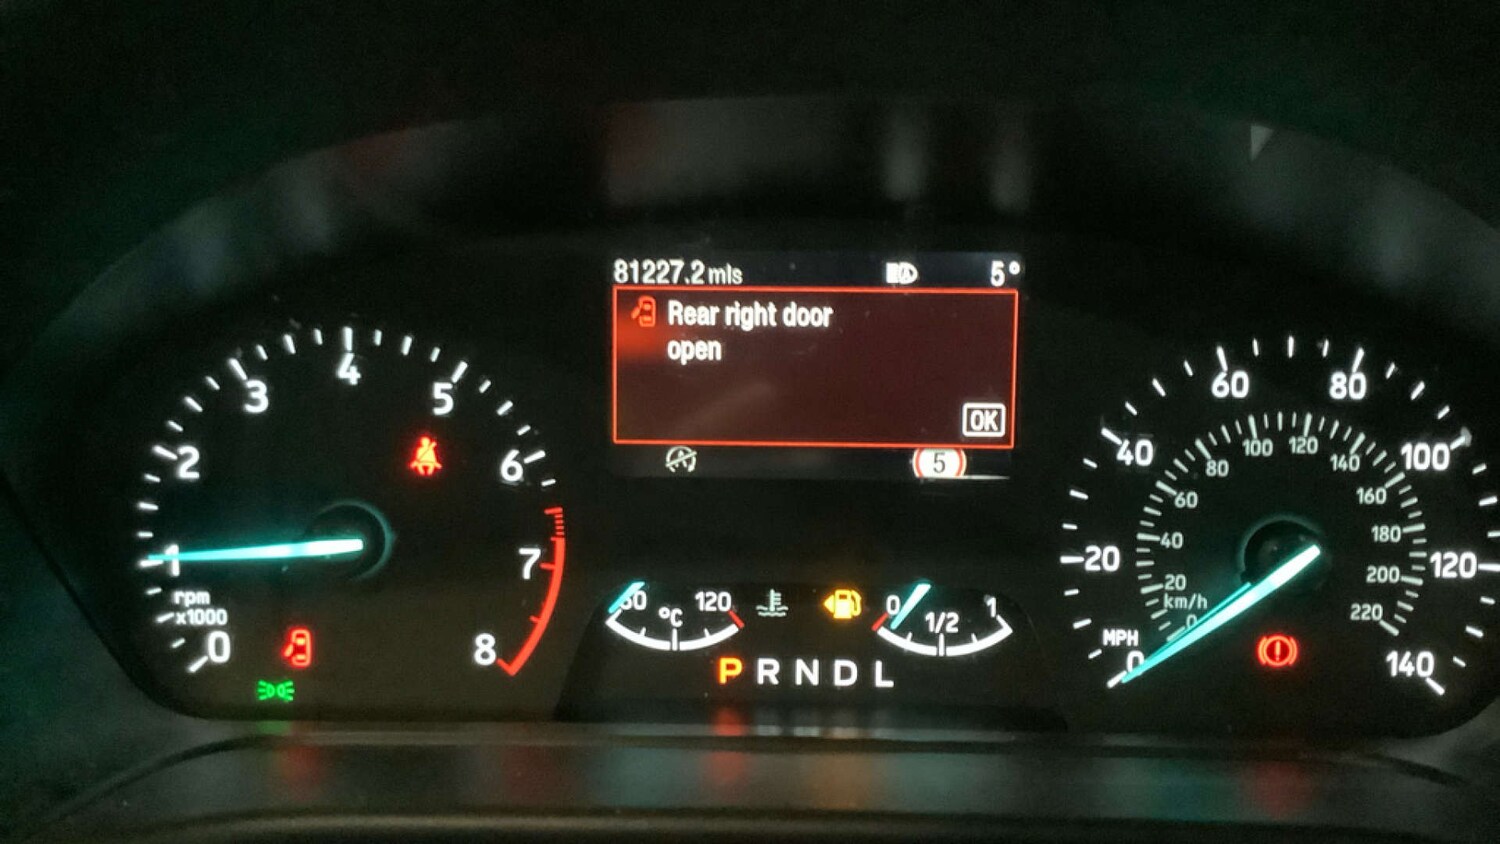 81227.2 mls 5°
Rear right door
open
OK
5
0 1 2 3 4 5 6 7 8
rpm
x1000
60 120
°C
0 1/2 1
P R N D L
0 20 40 60 80 100 120 140
MPH
0 20 40 60 80 100 120 140 160 180 200 220
km/h